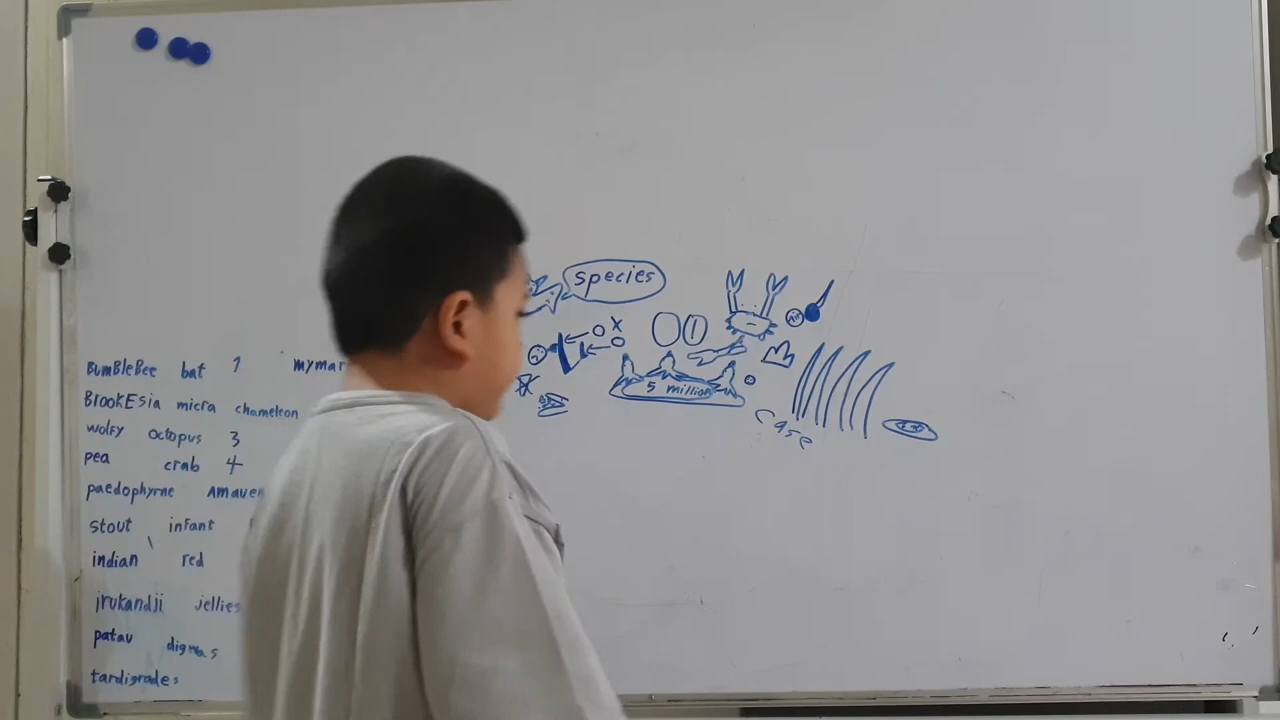 BumBleBee bat 1 mymar
BrookEsia micra chameleon
wolfy octopus 3
pea crab 4
paedophyrne Amauen
stout infant
indian red
jrukandji jellies
patau digmas
tardigrades
species
5 million
case